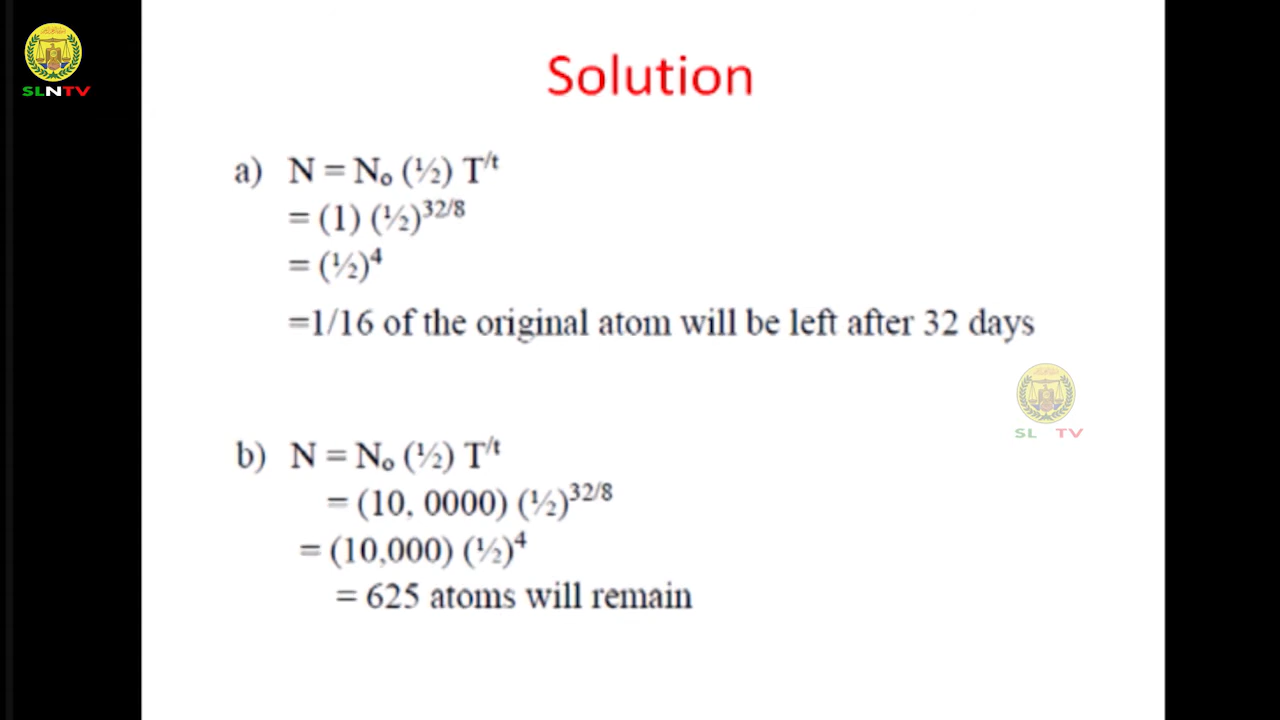 SLNTV
Solution
a) N = N₀ (½) T^/t
= (1) (½)^32/8
= (½)^4
=1/16 of the original atom will be left after 32 days
SL TV
b) N = N₀ (½) T^/t
= (10, 0000) (½)^32/8
= (10,000) (½)^4
= 625 atoms will remain